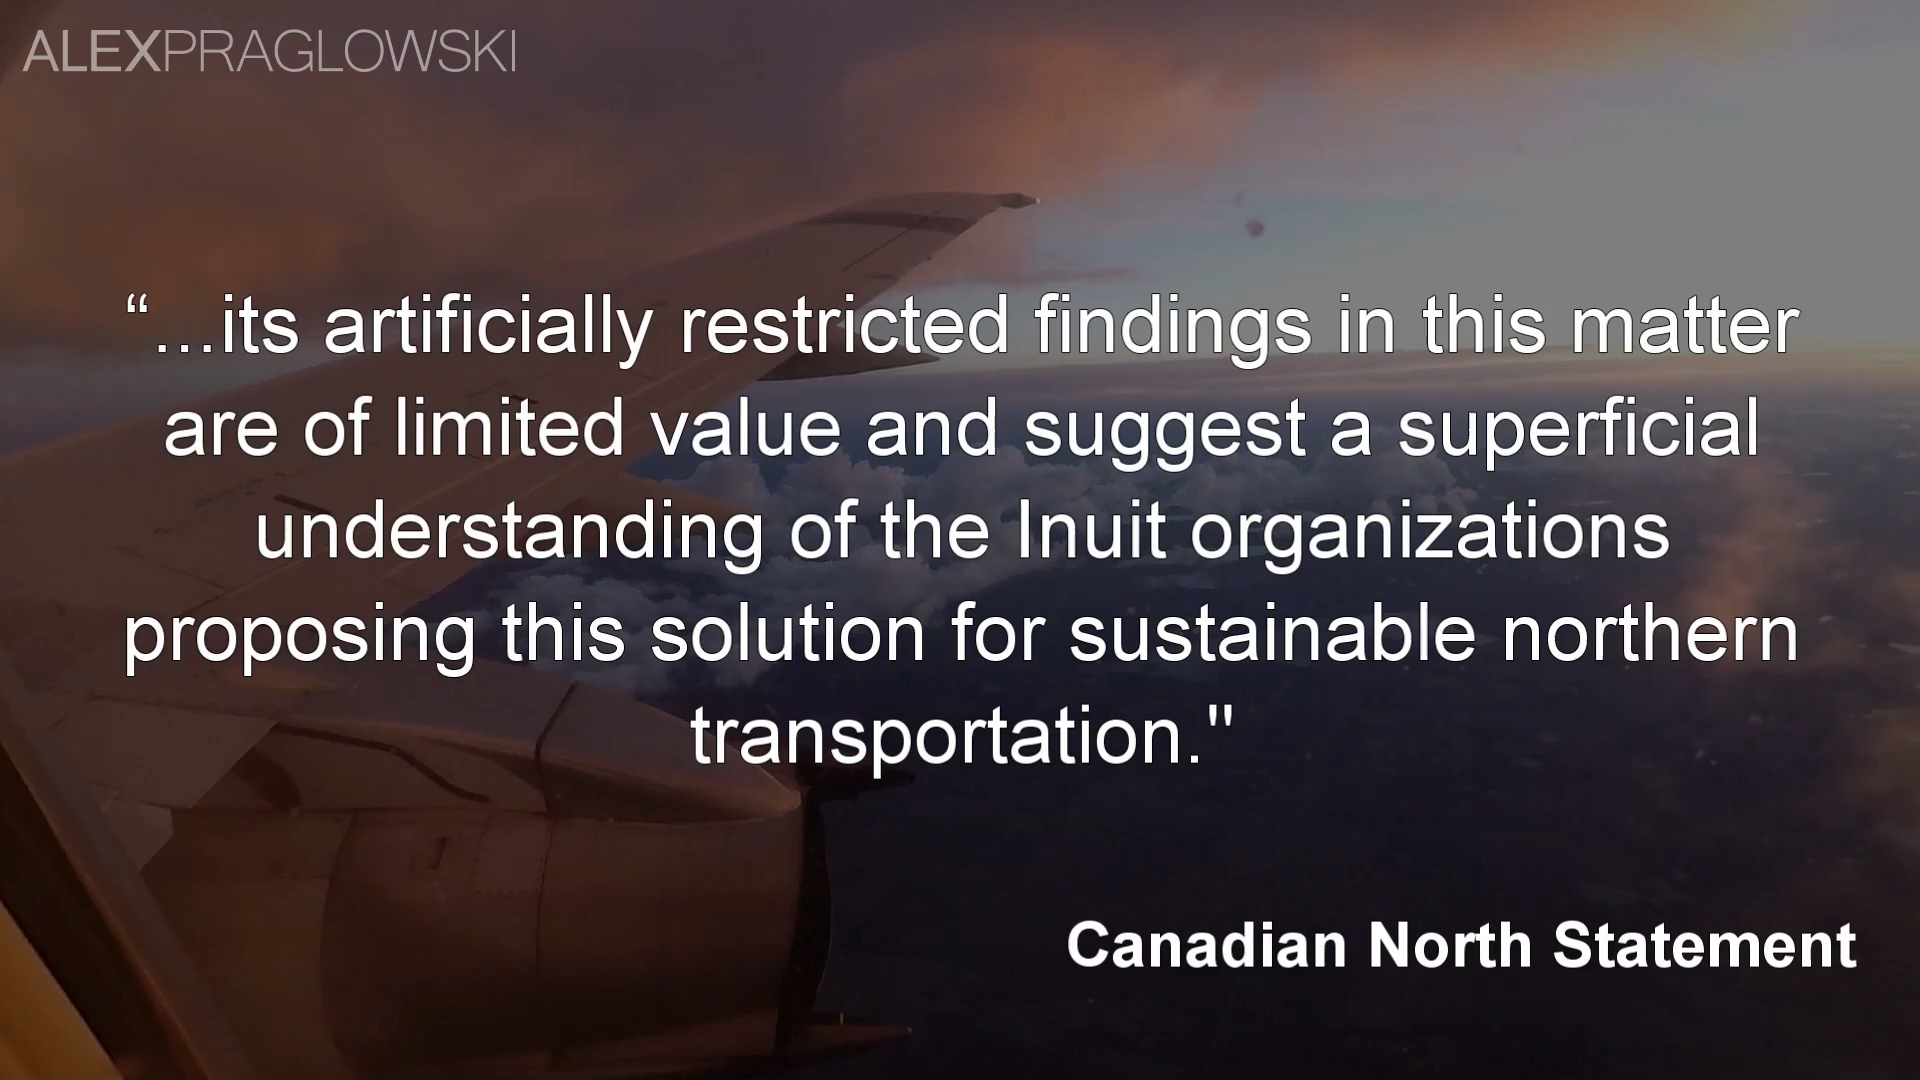 ALEXPRAGLOWSKI
“...its artificially restricted findings in this matter
are of limited value and suggest a superficial
understanding of the Inuit organizations
proposing this solution for sustainable northern
transportation."
Canadian North Statement